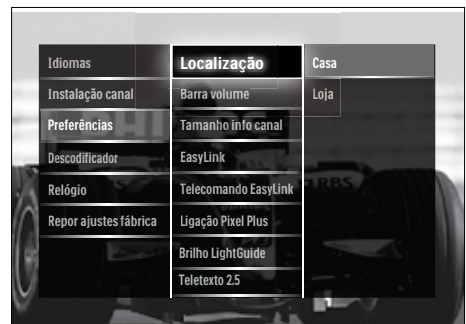 Idiomas
Instalação canal
Preferências
Descodificador
Relógio
Repor ajustes fábrica
Localização
Barra volume
Tamanho info canal
EasyLink
Telecomando EasyLink
Ligação Pixel Plus
Brilho LightGuide
Teletexto 2.5
Casa
Loja
RBS